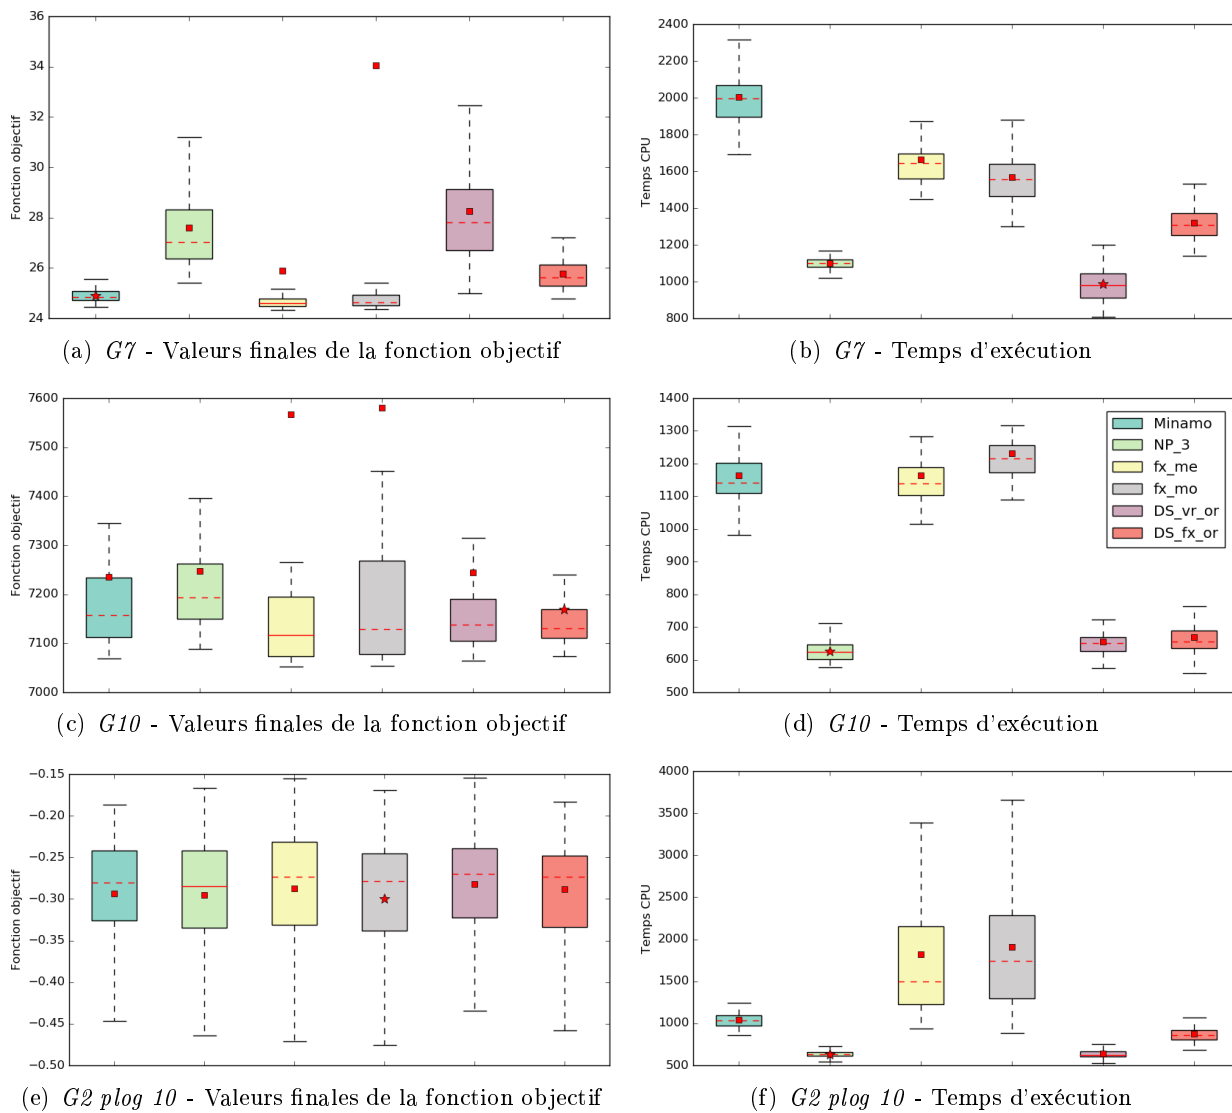 36
34
32
30
28
26
24
Fonction objectif
(a) G7 - Valeurs finales de la fonction objectif
2400
2200
2000
1800
1600
1400
1200
1000
800
Temps CPU
(b) G7 - Temps d'exécution
7600
7500
7400
7300
7200
7100
7000
Fonction objectif
(c) G10 - Valeurs finales de la fonction objectif
1400
1300
1200
1100
1000
900
800
700
600
500
Temps CPU
Minamo
NP_3
fx_me
fx_mo
DS_vr_or
DS_fx_or
(d) G10 - Temps d'exécution
−0.15
−0.20
−0.25
−0.30
−0.35
−0.40
−0.45
−0.50
Fonction objectif
(e) G2 plog 10 - Valeurs finales de la fonction objectif
4000
3500
3000
2500
2000
1500
1000
500
Temps CPU
(f) G2 plog 10 - Temps d'exécution